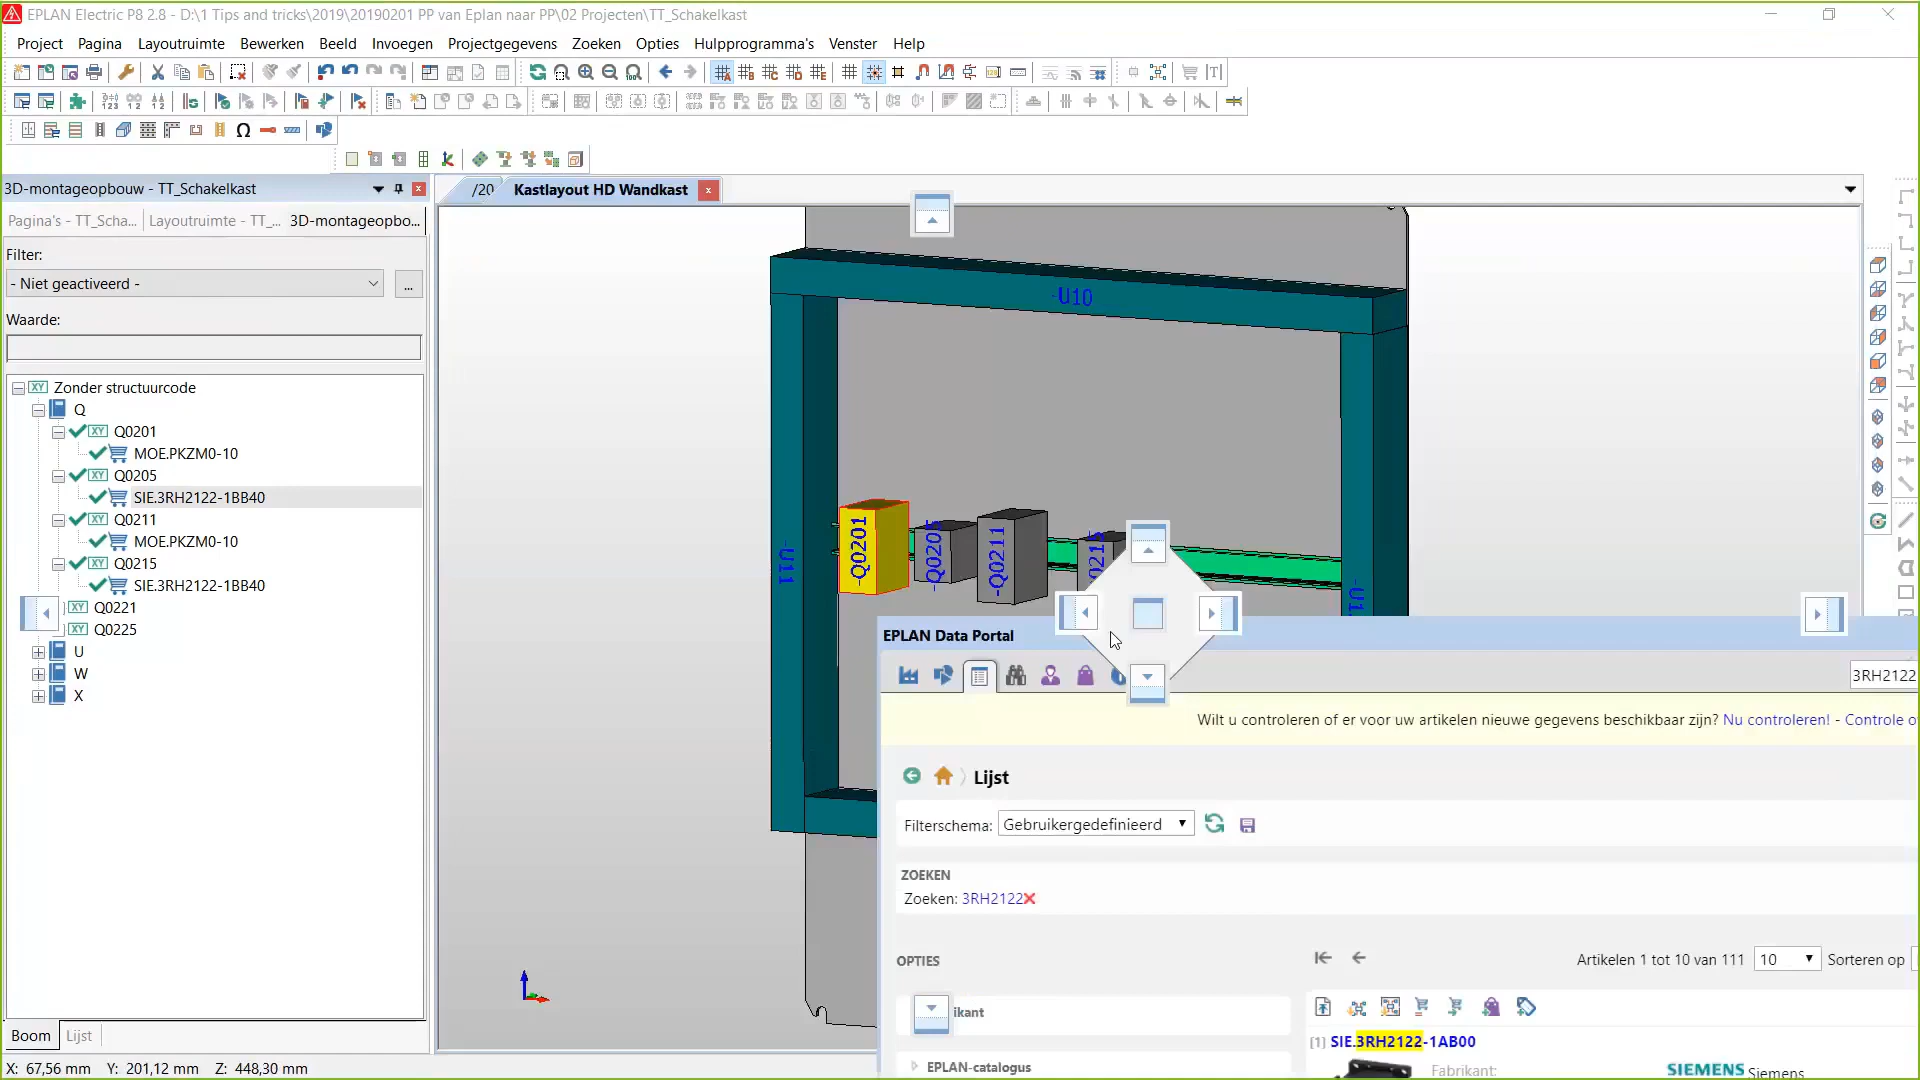 EPLAN Electric P8 2.8 - D:\1 Tips and tricks\2019\20190201 PP van Eplan naar PP\02 Projecten\TT_Schakelkast
Project Pagina Layoutruimte Bewerken Beeld Invoegen Projectgegevens Zoeken Opties Hulpprogramma's Venster Help
3D-montageopbouw - TT_Schakelkast
/20
Kastlayout HD Wandkast
Pagina's - TT_Scha...
Layoutruimte - TT_...
3D-montageopbo...
Filter:
- Niet geactiveerd -
...
Waarde:
Zonder structuurcode
Q
Q0201
MOE.PKZM0-10
Q0205
SIE.3RH2122-1BB40
Q0211
MOE.PKZM0-10
Q0215
SIE.3RH2122-1BB40
Q0221
Q0225
U
W
X
Boom
Lijst
X: 67,56 mm Y: 201,12 mm Z: 448,30 mm
-U10
-U11
-Q0201
-Q0205
-Q0211
EPLAN Data Portal
3RH2122
Wilt u controleren of er voor uw artikelen nieuwe gegevens beschikbaar zijn? Nu controleren! - Controle o
Lijst
Filterschema: Gebruikergedefinieerd
ZOEKEN
Zoeken: 3RH2122
OPTIES
ikant
EPLAN-catalogus
Artikelen 1 tot 10 van 111
10
Sorteren op
[1] SIE.3RH2122-1AB00
Fabrikant:
SIEMENS Siemens